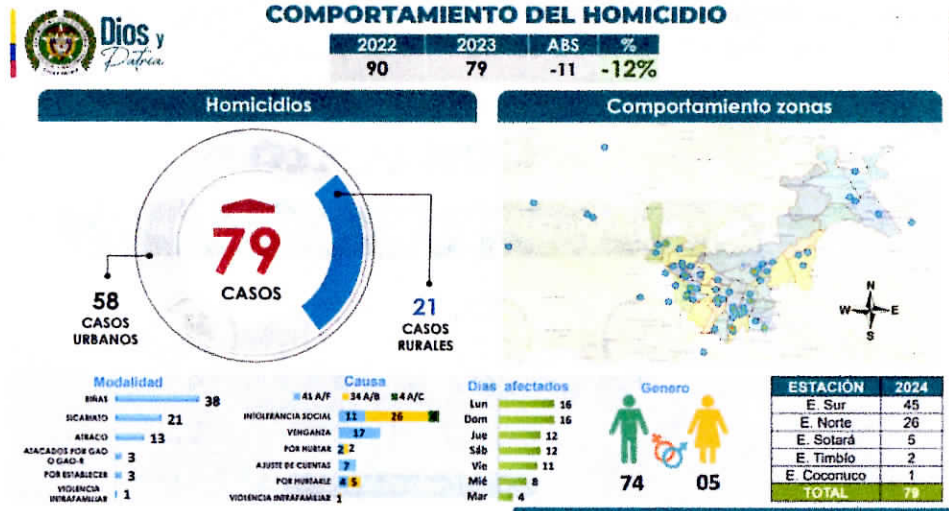 Dios y
Patria
COMPORTAMIENTO DEL HOMICIDIO
2022 2023 ABS %
90 79 -11 -12%
Homicidios
79
CASOS
58
CASOS
URBANOS
21
CASOS
RURALES
Comportamiento zonas
N
W E
S
Modalidad
RIÑAS 38
SICARIATO 21
ATRACO 13
ATACADOS POR GAO
O GAO-R 3
POR ESTABLECER 3
VIOLENCIA
INTRAFAMILIAR 1
Causa
41 A/F 34 A/B 4 A/C
INTOLERANCIA SOCIAL 11 26
VENGANZA 17
POR HURTAR 2 2
AJUSTE DE CUENTAS 7
POR HURTARLE 4 5
VIOLENCIA INTRAFAMILIAR 1
Dias afectados
Lun 16
Dom 16
Jue 12
Sáb 12
Vie 11
Mié 8
Mar 4
Genero
74 05
ESTACIÓN 2024
E. Sur 45
E. Norte 26
E. Sotará 5
E. Timbío 2
E. Coconuco 1
TOTAL 79